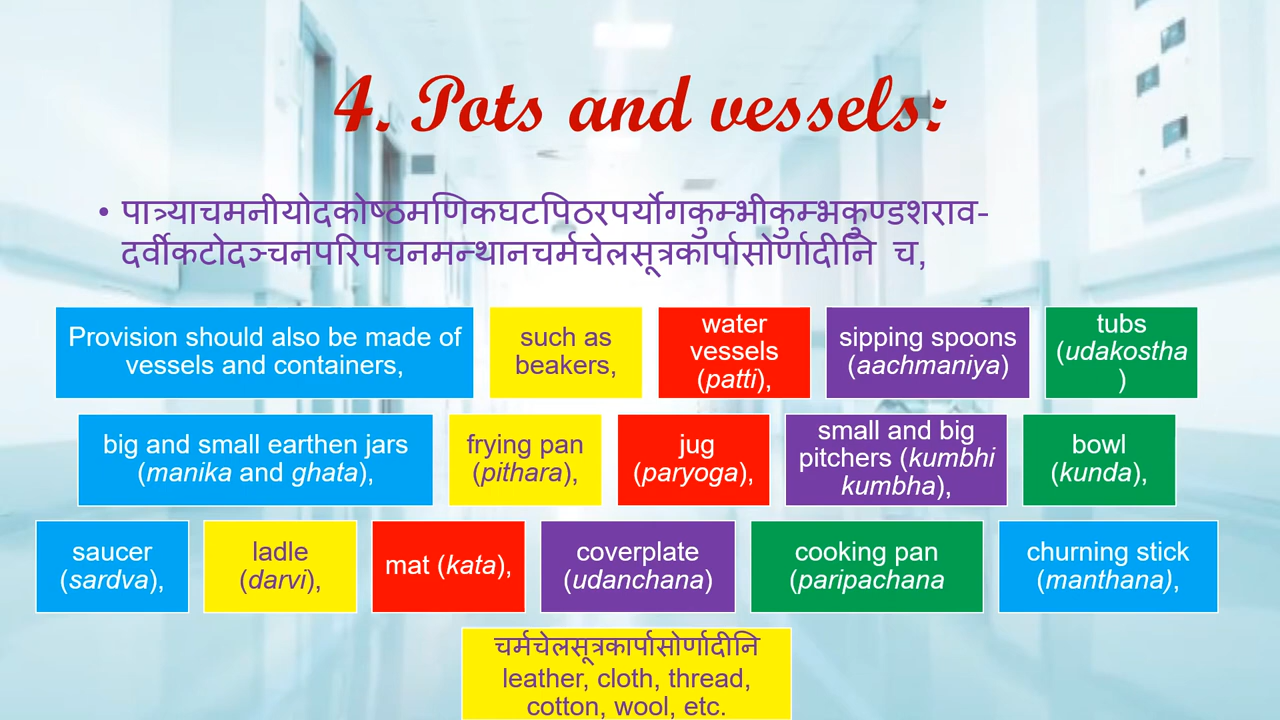 4. Pots and vessels:
• पात्र्याचमनीयोदकोष्ठमणिकघटपिठरपर्योगकुम्भीकुम्भकुण्डशराव-
दर्वीकटोदञ्चनपरिपचनमन्थानचर्मचेलसूत्रकार्पासोर्णादीनि च,
Provision should also be made of
vessels and containers,
such as
beakers,
water
vessels
(patti),
sipping spoons
(aachmaniya)
tubs
(udakostha
)
big and small earthen jars
(manika and ghata),
frying pan
(pithara),
jug
(paryoga),
small and big
pitchers (kumbhi
kumbha),
bowl
(kunda),
saucer
(sardva),
ladle
(darvi),
mat (kata),
coverplate
(udanchana)
cooking pan
(paripachana
churning stick
(manthana),
चर्मचेलसूत्रकार्पासोर्णादीनि
leather, cloth, thread,
cotton, wool, etc.